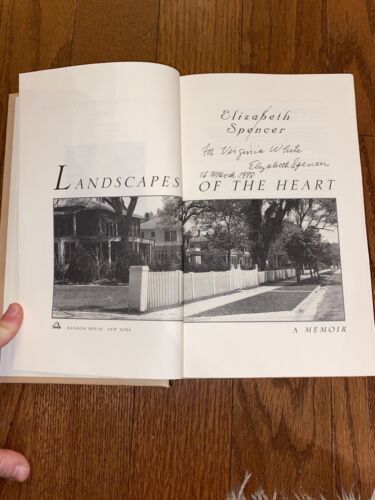 Elizabeth
Spencer
For Virginia White
Elizabeth Spencer
16 March 1998
LANDSCAPES OF THE HEART
RANDOM HOUSE NEW YORK
A MEMOIR